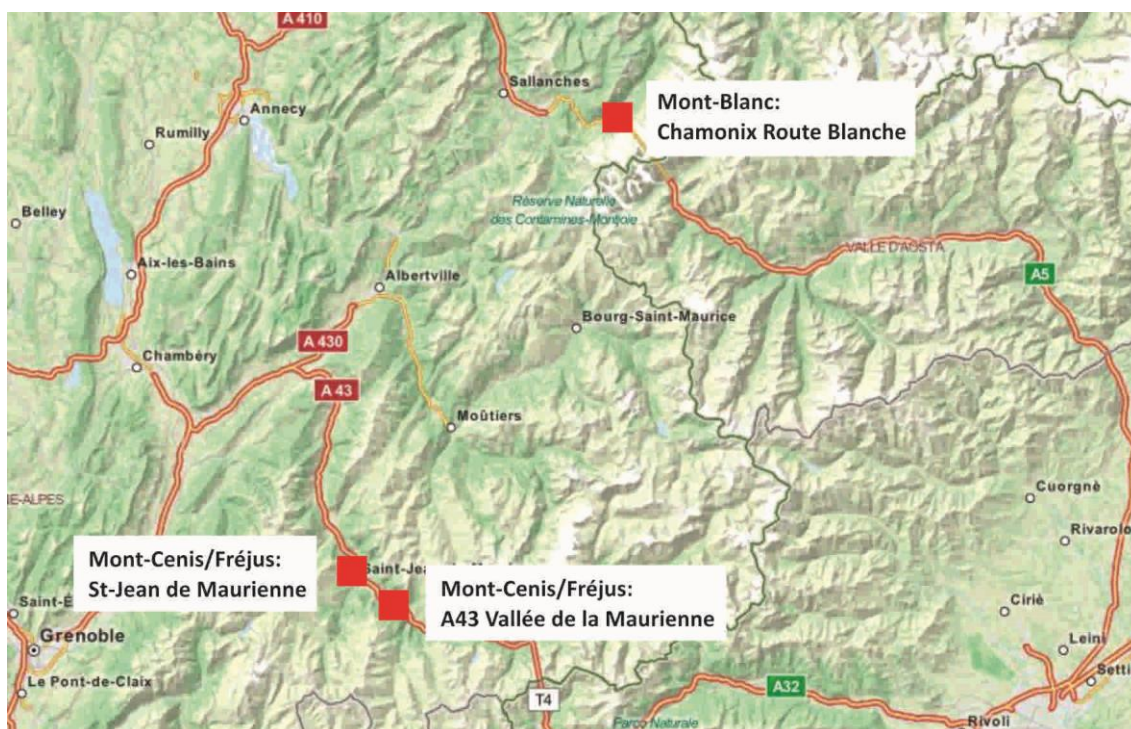 A 410
Sallanches
Mont-Blanc:
Chamonix Route Blanche
Annecy
Rumilly
Réserve Naturelle
des Contamines-Montjoie
Belley
VALLE D'AOSTA
Aix-les-Bains
A5
Albertville
Bourg-Saint-Maurice
A 430
Chambéry
A 43
Moûtiers
NE-ALPES
Cuorgnè
Rivarolo
Mont-Cenis/Fréjus:
St-Jean de Maurienne
Saint-Je
Mont-Cenis/Fréjus:
A43 Vallée de la Maurienne
Saint-É
Ciriè
Grenoble
Leini
Le Pont-de-Claix
Setti
A32
T4
Parco Naturale
Rivoli